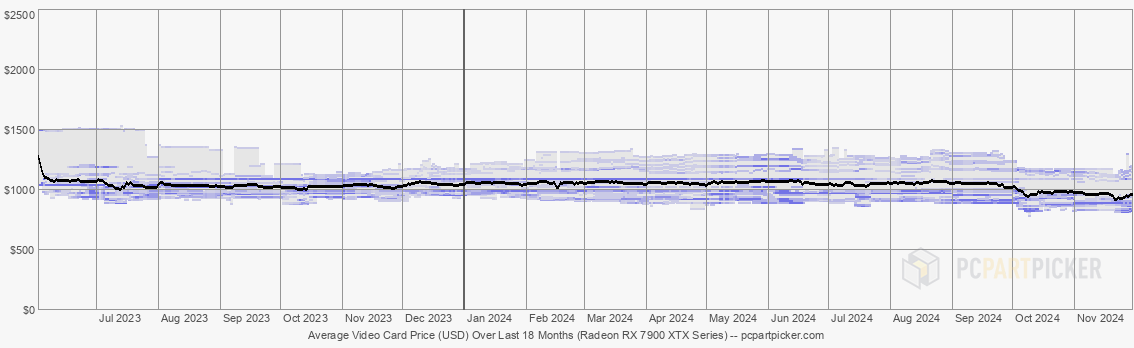 $2500
$2000
$1500
$1000
$500
$0
PCPARTPICKER
Jul 2023 Aug 2023 Sep 2023 Oct 2023 Nov 2023 Dec 2023 Jan 2024 Feb 2024 Mar 2024 Apr 2024 May 2024 Jun 2024 Jul 2024 Aug 2024 Sep 2024 Oct 2024 Nov 2024
Average Video Card Price (USD) Over Last 18 Months (Radeon RX 7900 XTX Series) -- pcpartpicker.com